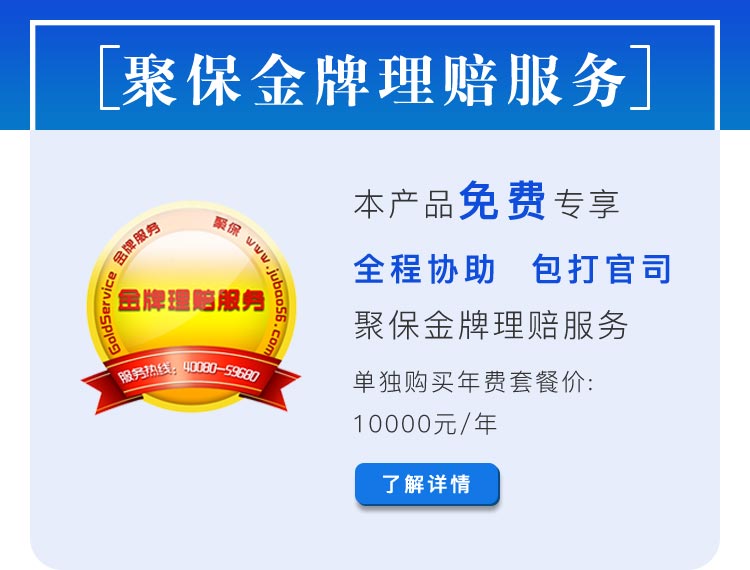 [聚保金牌理赔服务]
本产品免费专享
全程协助 包打官司
聚保金牌理赔服务
单独购买年费套餐价:
10000元/年
了解详情
GoldService 金牌服务 聚保 www.jubao56.com
金牌理赔服务
服务热线: 40080-59680